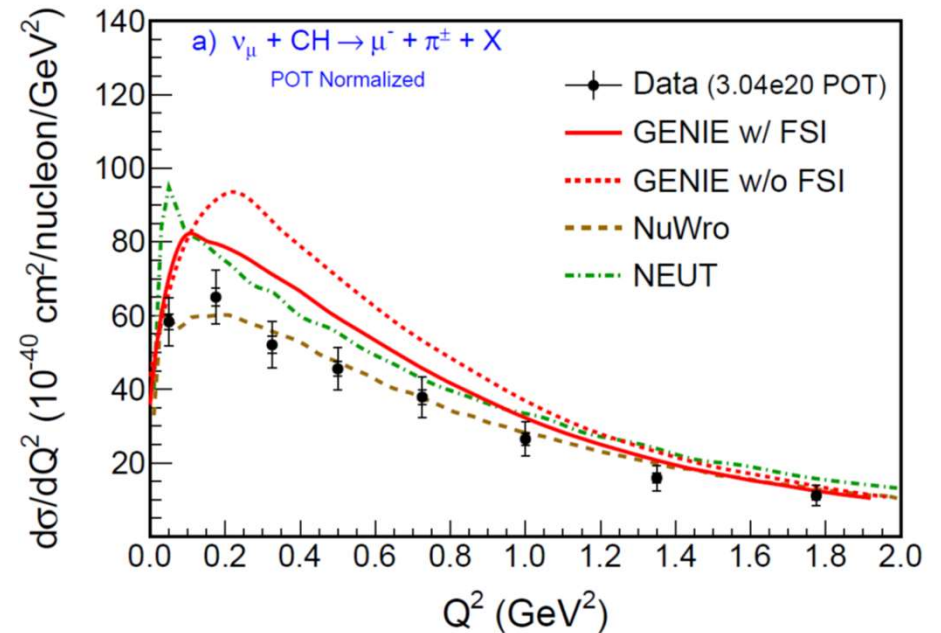 a) ν_μ + CH → μ⁻ + π^± + X
POT Normalized
Data (3.04e20 POT)
GENIE w/ FSI
GENIE w/o FSI
NuWro
NEUT
dσ/dQ² (10⁻⁴⁰ cm²/nucleon/GeV²)
140
120
100
80
60
40
20
0.0 0.2 0.4 0.6 0.8 1.0 1.2 1.4 1.6 1.8 2.0
Q² (GeV²)